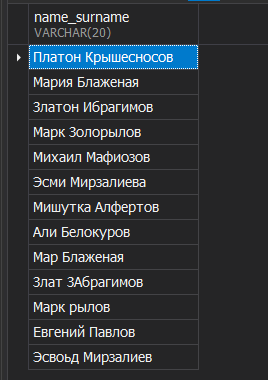 name_surname
VARCHAR(20)
Платон Крышесносов
Мария Блаженая
Златон Ибрагимов
Марк Золорылов
Михаил Мафиозов
Эсми Мирзалиева
Мишутка Алфертов
Али Белокуров
Мар Блаженая
Злат ЗАбрагимов
Марк рылов
Евгений Павлов
Эсвоьд Мирзалиев